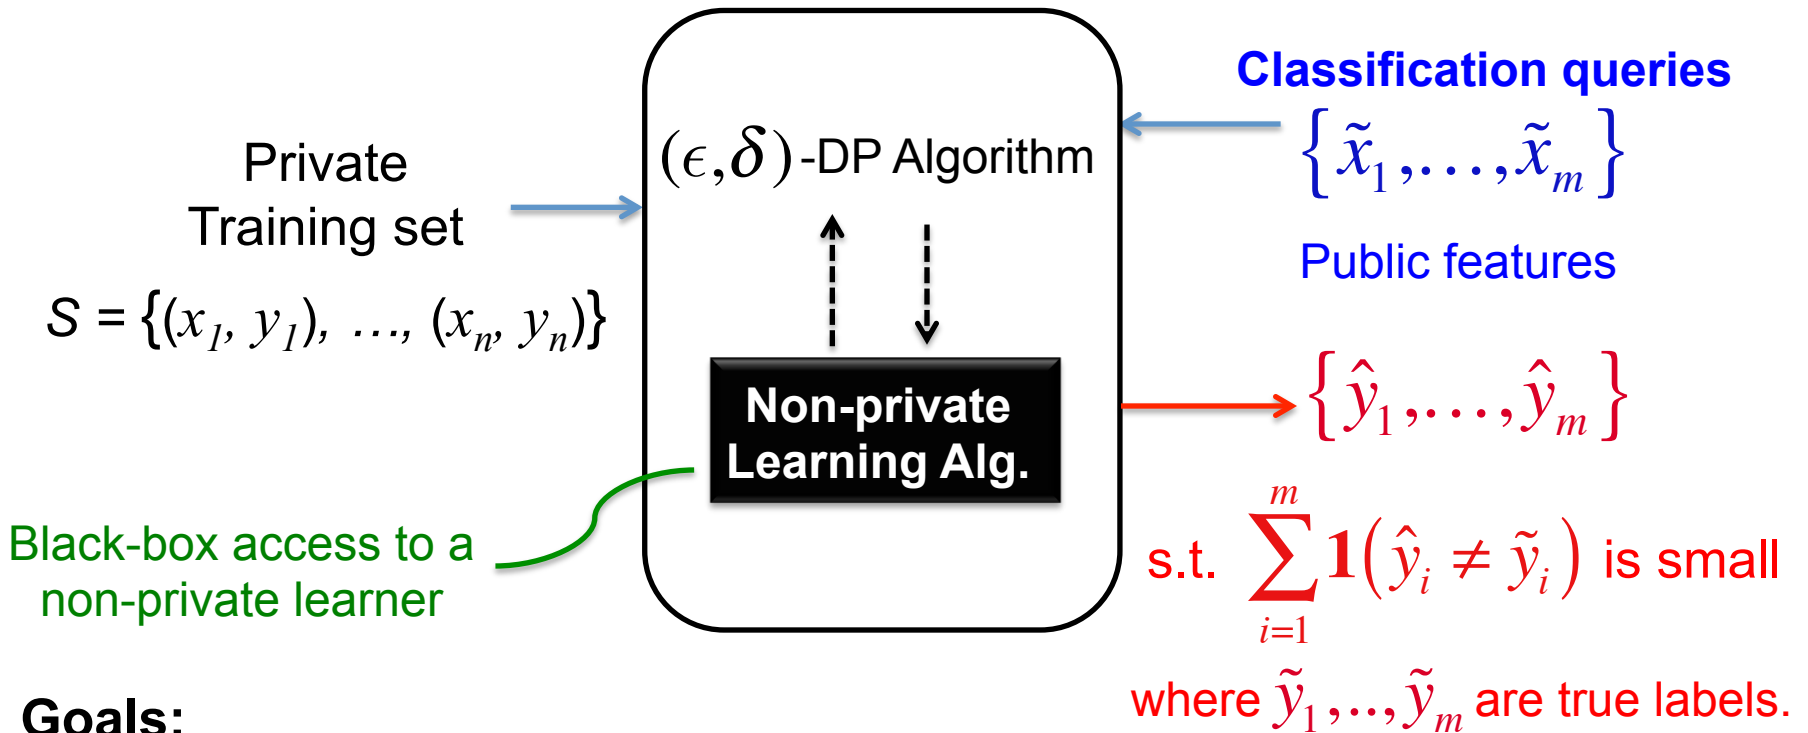 Private
Training set
S = {(x₁, y₁), …, (xₙ, yₙ)}
(ϵ,δ)-DP Algorithm
Non-private
Learning Alg.
Black-box access to a
non-private learner
Classification queries
{x̃₁,...,x̃ₘ}
Public features
{ŷ₁,...,ŷₘ}
s.t. ∑ᵢ₌₁ᵐ 1(ŷᵢ ≠ ỹᵢ) is small
where ỹ₁,..,ỹₘ are true labels.
Goals: